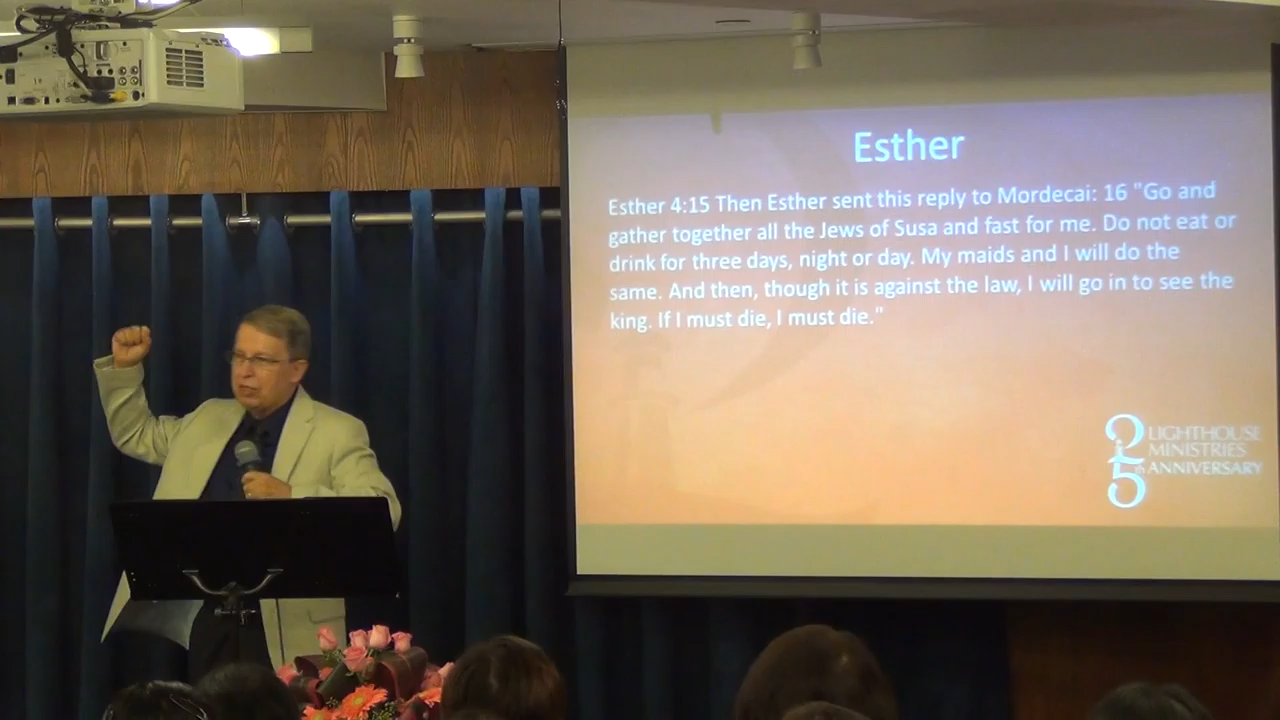 Esther
Esther 4:15 Then Esther sent this reply to Mordecai: 16 "Go and
gather together all the Jews of Susa and fast for me. Do not eat or
drink for three days, night or day. My maids and I will do the
same. And then, though it is against the law, I will go in to see the
king. If I must die, I must die."
25th
LIGHTHOUSE
MINISTRIES
ANNIVERSARY